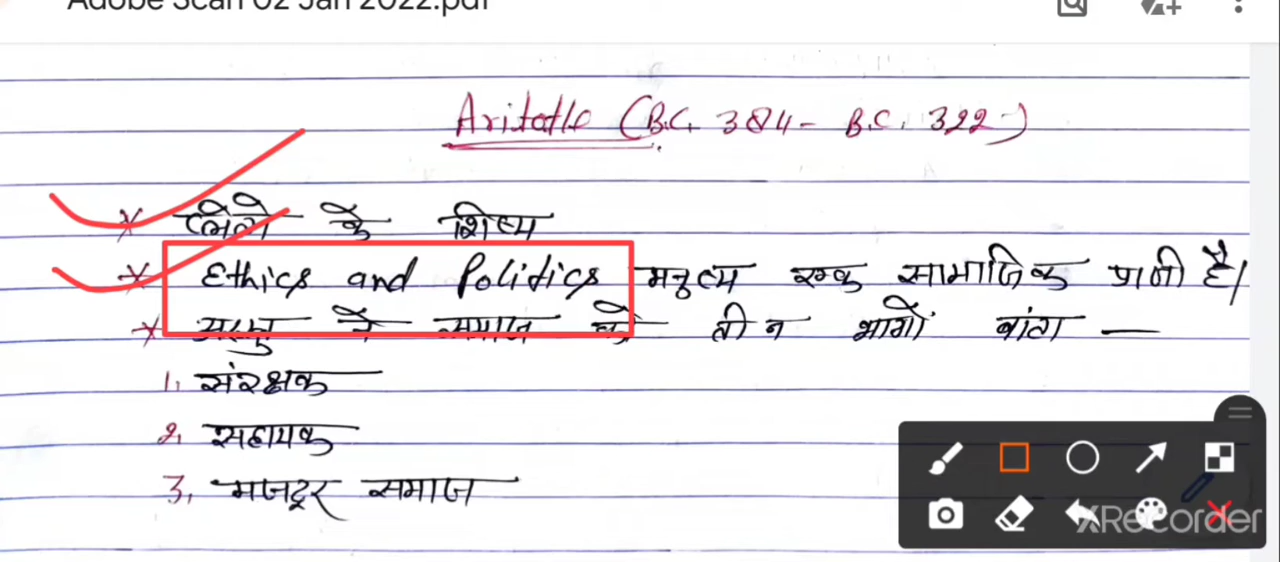 Adobe Scan 02 Jan 2022.pdf
Aritotle (B.C. 384- B.C. 322-)
* प्लेटो के शिष्य
* Ethics and Politics मनुष्य एक सामाजिक प्राणी है।
* अरस्तु ने समाज को तीन भागों बांटा —
1. संरक्षक
2. सहायक
3. मजदूर समाज
XRecorder